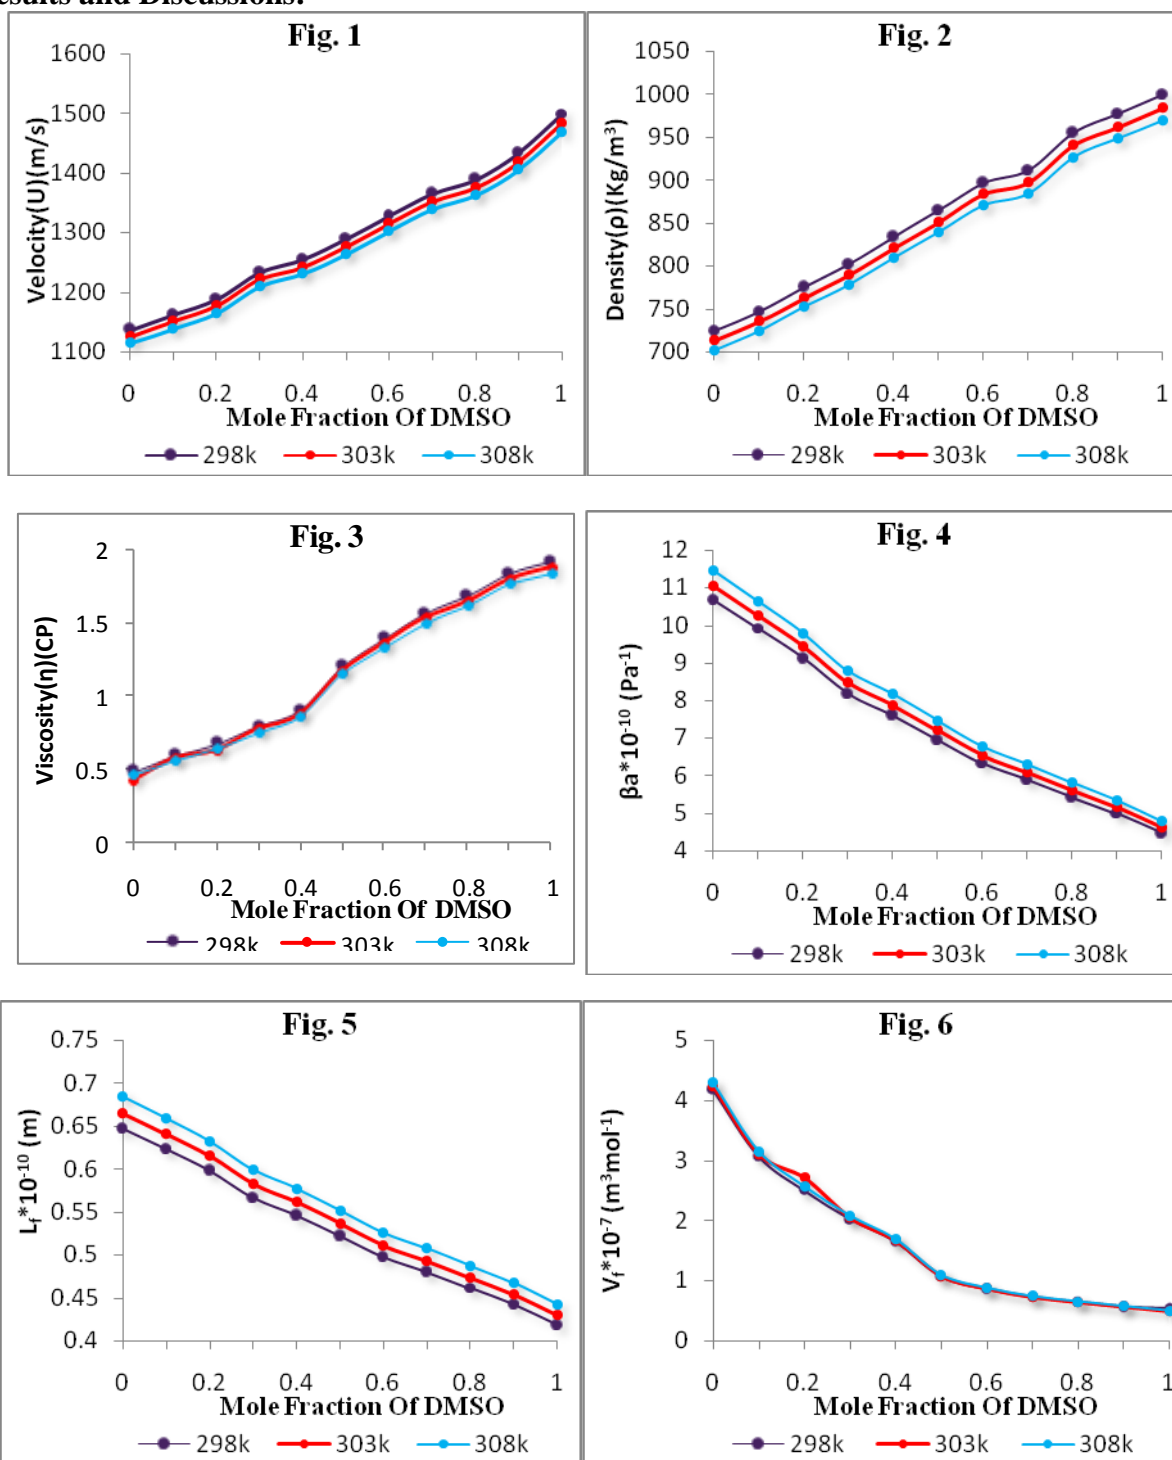 esults and Discussions:
Fig. 1
Velocity(U)(m/s)
1600
1500
1400
1300
1200
1100
0 0.2 0.4 0.6 0.8 1
Mole Fraction Of DMSO
298k 303k 308k
Fig. 2
Density(ρ)(Kg/m³)
1050
1000
950
900
850
800
750
700
0 0.2 0.4 0.6 0.8 1
Mole Fraction Of DMSO
298k 303k 308k
Fig. 3
Viscosity(η)(CP)
2
1.5
1
0.5
0
0 0.2 0.4 0.6 0.8 1
Mole Fraction Of DMSO
298k 303k 308k
Fig. 4
βa*10⁻¹⁰ (Pa⁻¹)
12
11
10
9
8
7
6
5
4
0 0.2 0.4 0.6 0.8 1
Mole Fraction Of DMSO
298k 303k 308k
Fig. 5
L_f*10⁻¹⁰ (m)
0.75
0.7
0.65
0.6
0.55
0.5
0.45
0.4
0 0.2 0.4 0.6 0.8 1
Mole Fraction Of DMSO
298k 303k 308k
Fig. 6
V_f*10⁻⁷ (m³mol⁻¹)
5
4
3
2
1
0
0 0.2 0.4 0.6 0.8 1
Mole Fraction Of DMSO
298k 303k 308k